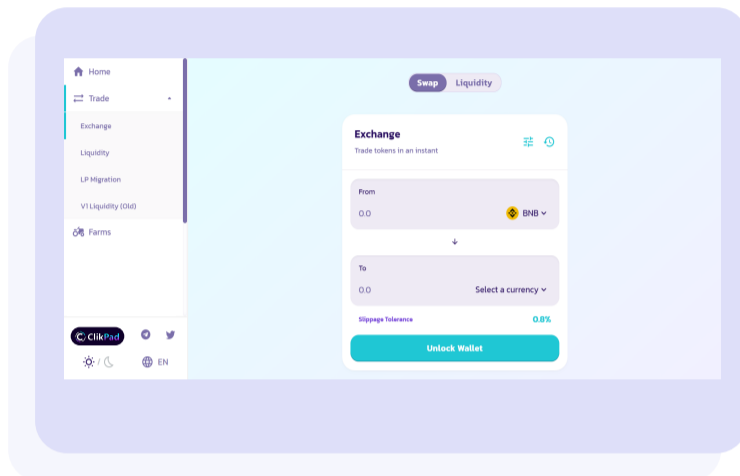 Home
Trade
Exchange
Liquidity
LP Migration
V1 Liquidity (Old)
Farms
ClikPad
/
EN
Swap Liquidity
Exchange
Trade tokens in an instant
From
0.0 BNB
To
0.0 Select a currency
Slippage Tolerance 0.8%
Unlock Wallet